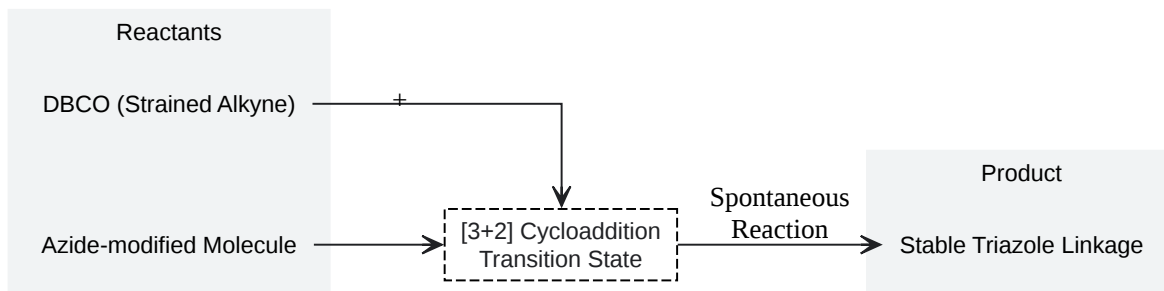 Reactants
DBCO (Strained Alkyne)
+
Azide-modified Molecule
[3+2] Cycloaddition
Transition State
Spontaneous
Reaction
Product
Stable Triazole Linkage